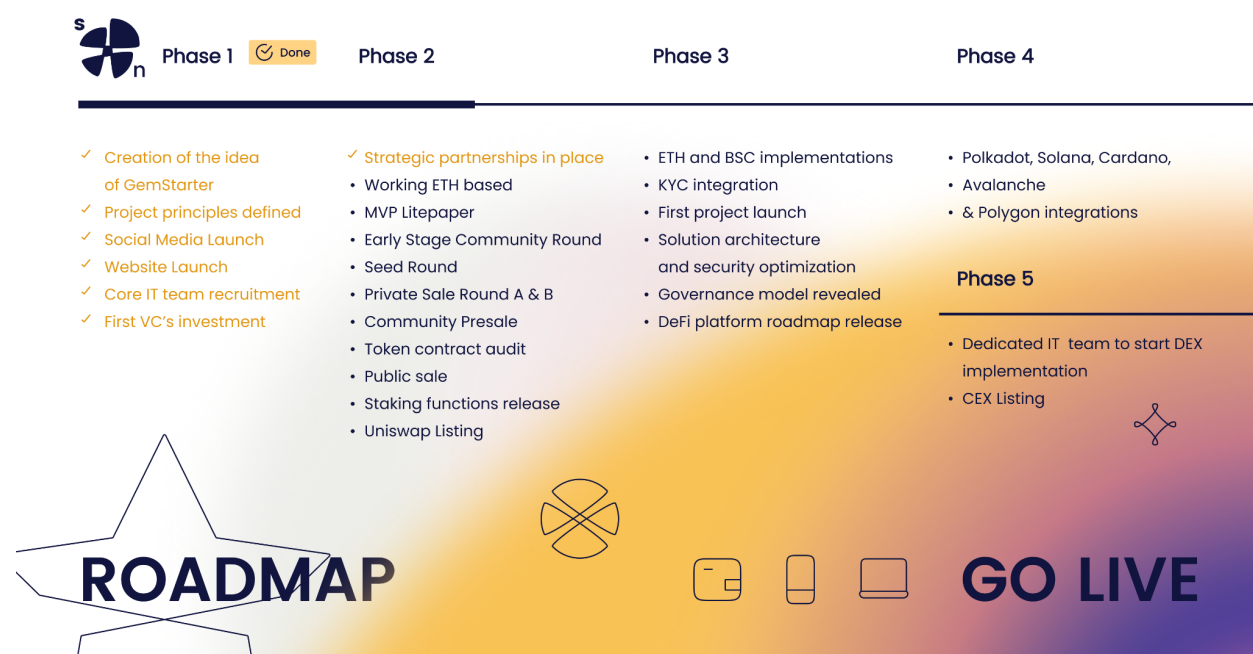 s
n
Phase 1
Done
Phase 2
Phase 3
Phase 4
Creation of the idea
of GemStarter
Project principles defined
Social Media Launch
Website Launch
Core IT team recruitment
First VC's investment
Strategic partnerships in place
• Working ETH based
• MVP Litepaper
• Early Stage Community Round
• Seed Round
• Private Sale Round A & B
• Community Presale
• Token contract audit
• Public sale
• Staking functions release
• Uniswap Listing
• ETH and BSC implementations
• KYC integration
• First project launch
• Solution architecture
and security optimization
• Governance model revealed
• DeFi platform roadmap release
• Polkadot, Solana, Cardano,
• Avalanche
• & Polygon integrations
Phase 5
• Dedicated IT team to start DEX
implementation
• CEX Listing
ROADMAP
GO LIVE